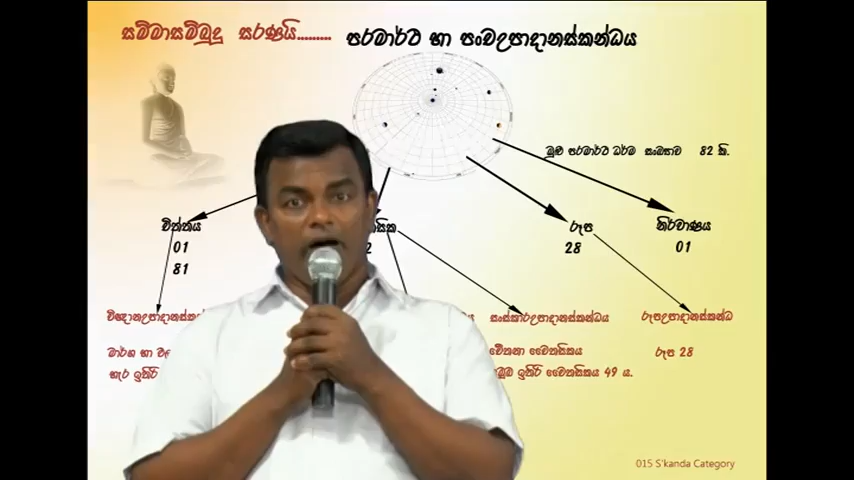 සම්මාසම්බුදු සරණයි.........
පරමාර්ථ හා පංචඋපාදානස්කන්ධය
මුළු පරමාර්ථ ධර්ම සංඛ්‍යාව 82 කි.
චිත්තය රූප නිර්වාණය
01 28 01
81
විඥානඋපාදානස්ක සංස්කාරඋපාදානස්කන්ධය රූපඋපාදානස්කන්ධ
මාර්ග හා චේතනා චෛතසිකය රූප 28
හැර ඉතිරි ඉතිරි චෛතසිකය 49 ය.
015 S'kanda Category